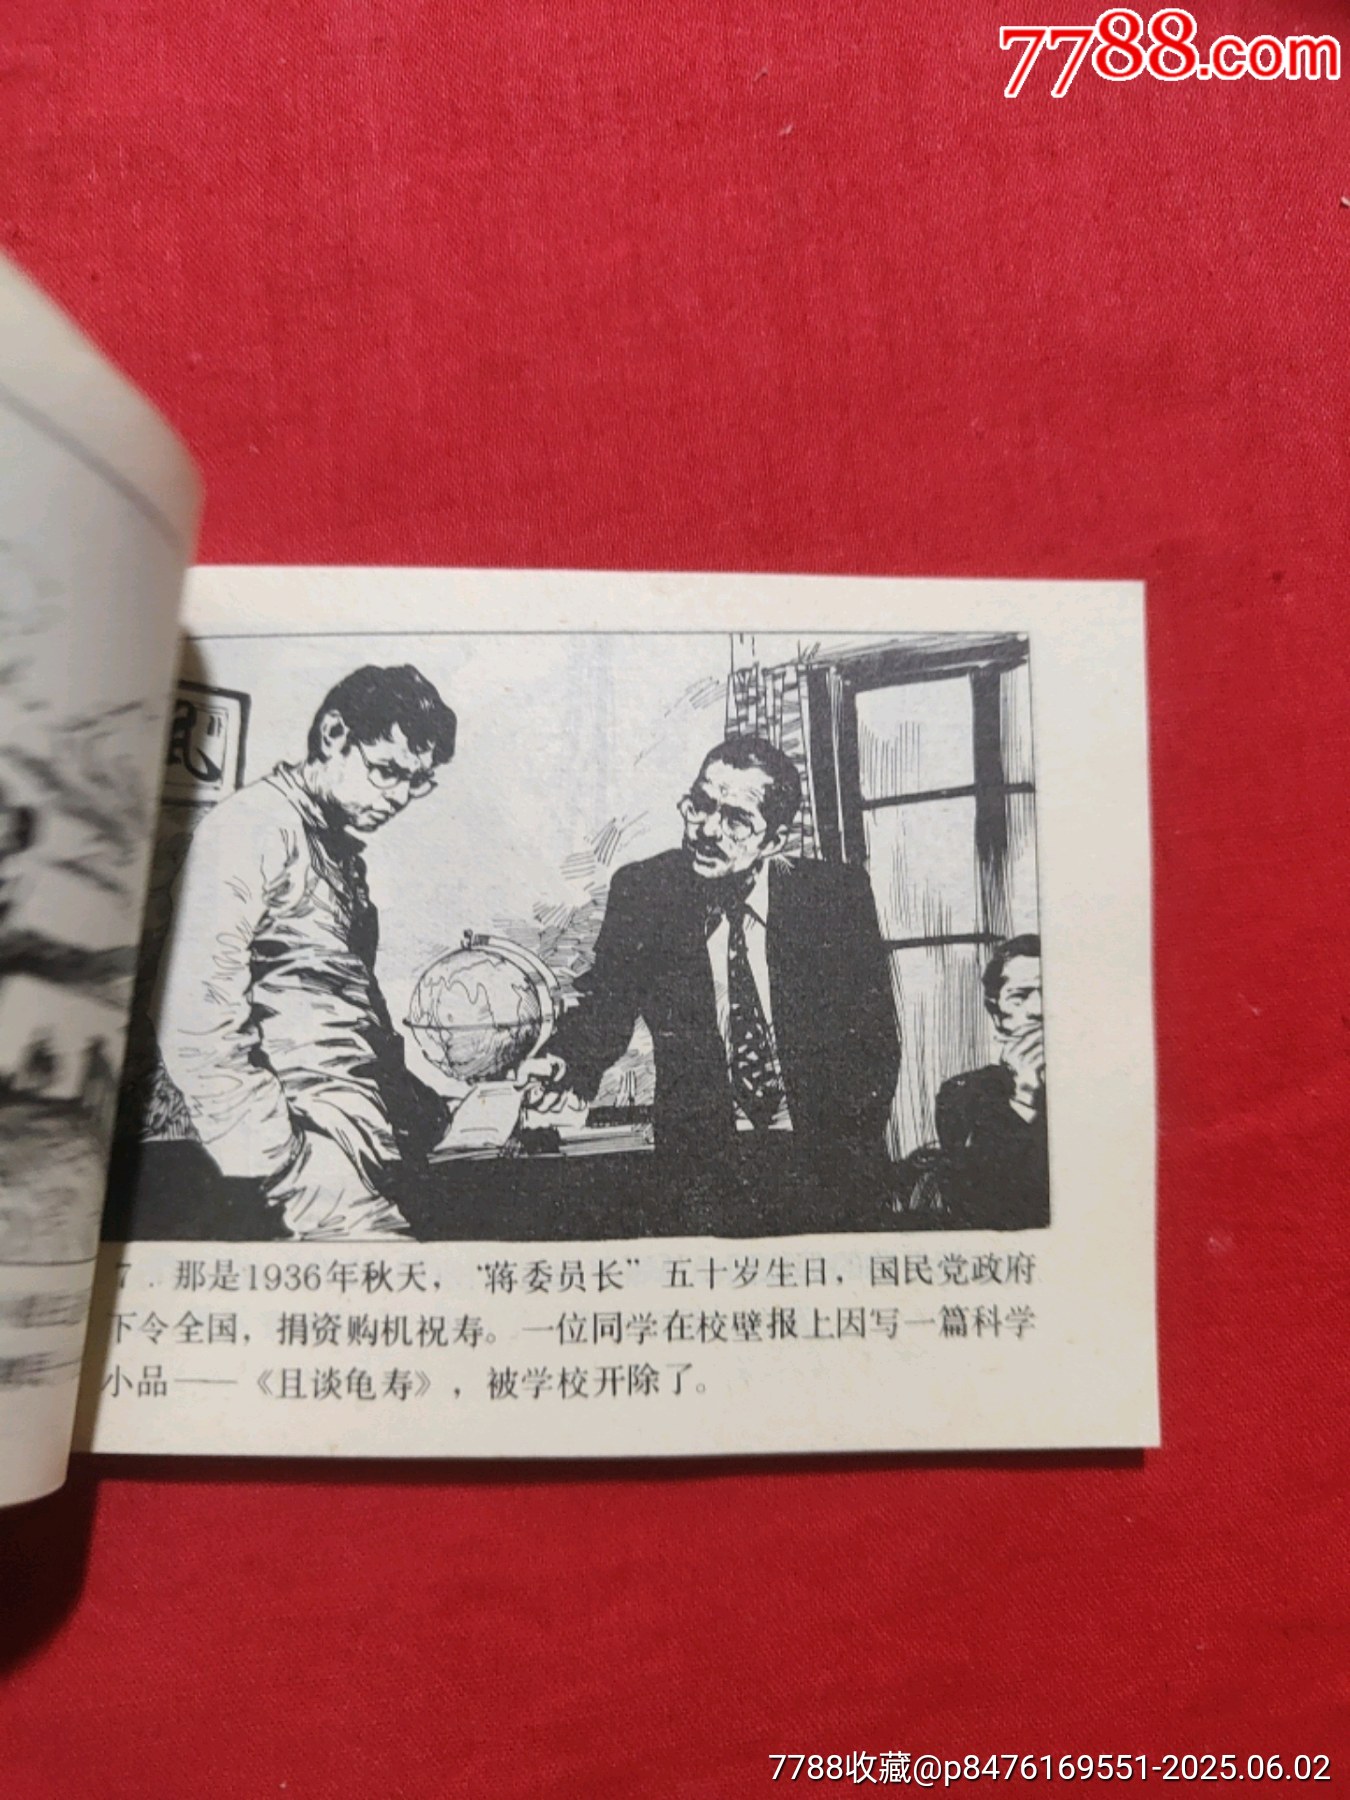 7788.com
7.那是1936年秋天，“蒋委员长”五十岁生日，国民党政府
下令全国，捐资购机祝寿。一位同学在校壁报上因写一篇科学
小品——《且谈龟寿》，被学校开除了。
7788收藏@p8476169551-2025.06.02